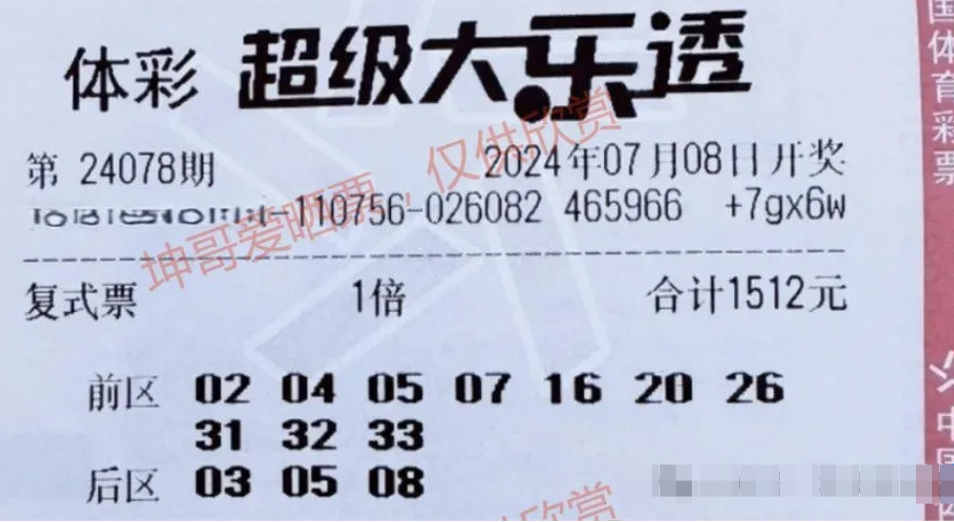 体彩 超级大乐透
第 24078期 2024年07月08日开奖
-110756-026082 465966 +7gx6w
复式票 1倍 合计1512元
前区 02 04 05 07 16 20 26
31 32 33
后区 03 05 08
坤哥爱晒票,仅供欣赏
供欣赏
国体育彩票
中国体